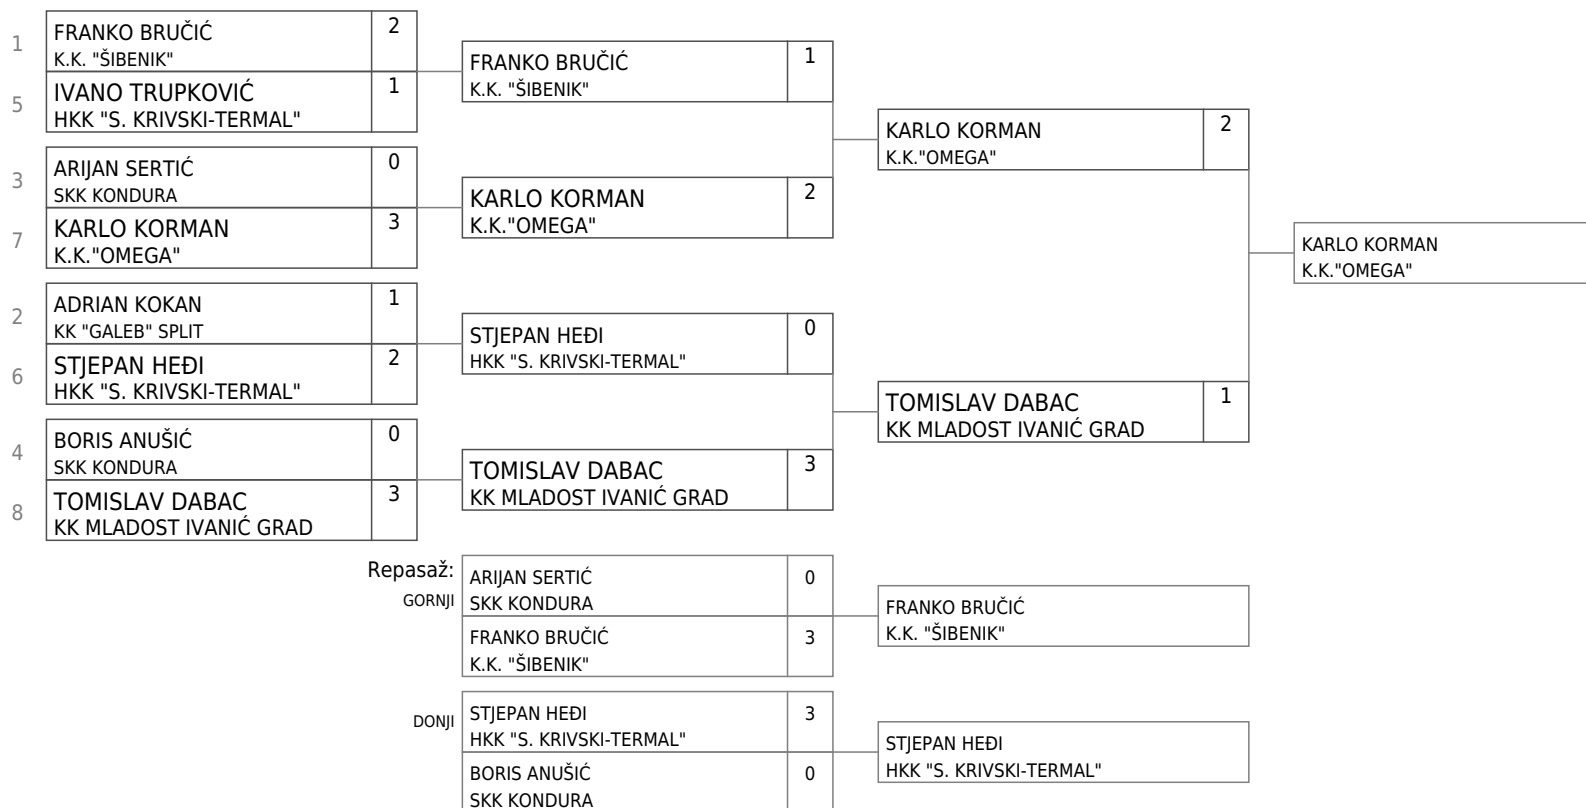 1
FRANKO BRUČIĆ
K.K. "ŠIBENIK"
2
5
IVANO TRUPKOVIĆ
HKK "S. KRIVSKI-TERMAL"
1
3
ARIJAN SERTIĆ
SKK KONDURA
0
7
KARLO KORMAN
K.K."OMEGA"
3
2
ADRIAN KOKAN
KK "GALEB" SPLIT
1
6
STJEPAN HEĐI
HKK "S. KRIVSKI-TERMAL"
2
4
BORIS ANUŠIĆ
SKK KONDURA
0
8
TOMISLAV DABAC
KK MLADOST IVANIĆ GRAD
3
FRANKO BRUČIĆ
K.K. "ŠIBENIK"
1
KARLO KORMAN
K.K."OMEGA"
2
STJEPAN HEĐI
HKK "S. KRIVSKI-TERMAL"
0
TOMISLAV DABAC
KK MLADOST IVANIĆ GRAD
3
KARLO KORMAN
K.K."OMEGA"
2
TOMISLAV DABAC
KK MLADOST IVANIĆ GRAD
1
KARLO KORMAN
K.K."OMEGA"
Repasaž:
GORNJI
ARIJAN SERTIĆ
SKK KONDURA
0
FRANKO BRUČIĆ
K.K. "ŠIBENIK"
3
FRANKO BRUČIĆ
K.K. "ŠIBENIK"
DONJI
STJEPAN HEĐI
HKK "S. KRIVSKI-TERMAL"
3
BORIS ANUŠIĆ
SKK KONDURA
0
STJEPAN HEĐI
HKK "S. KRIVSKI-TERMAL"